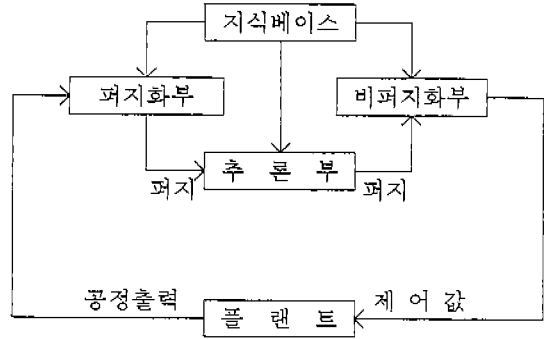 지식베이스
퍼지화부
비퍼지화부
추 론 부
퍼지
퍼지
공정출력
제 어 값
플 랜 트